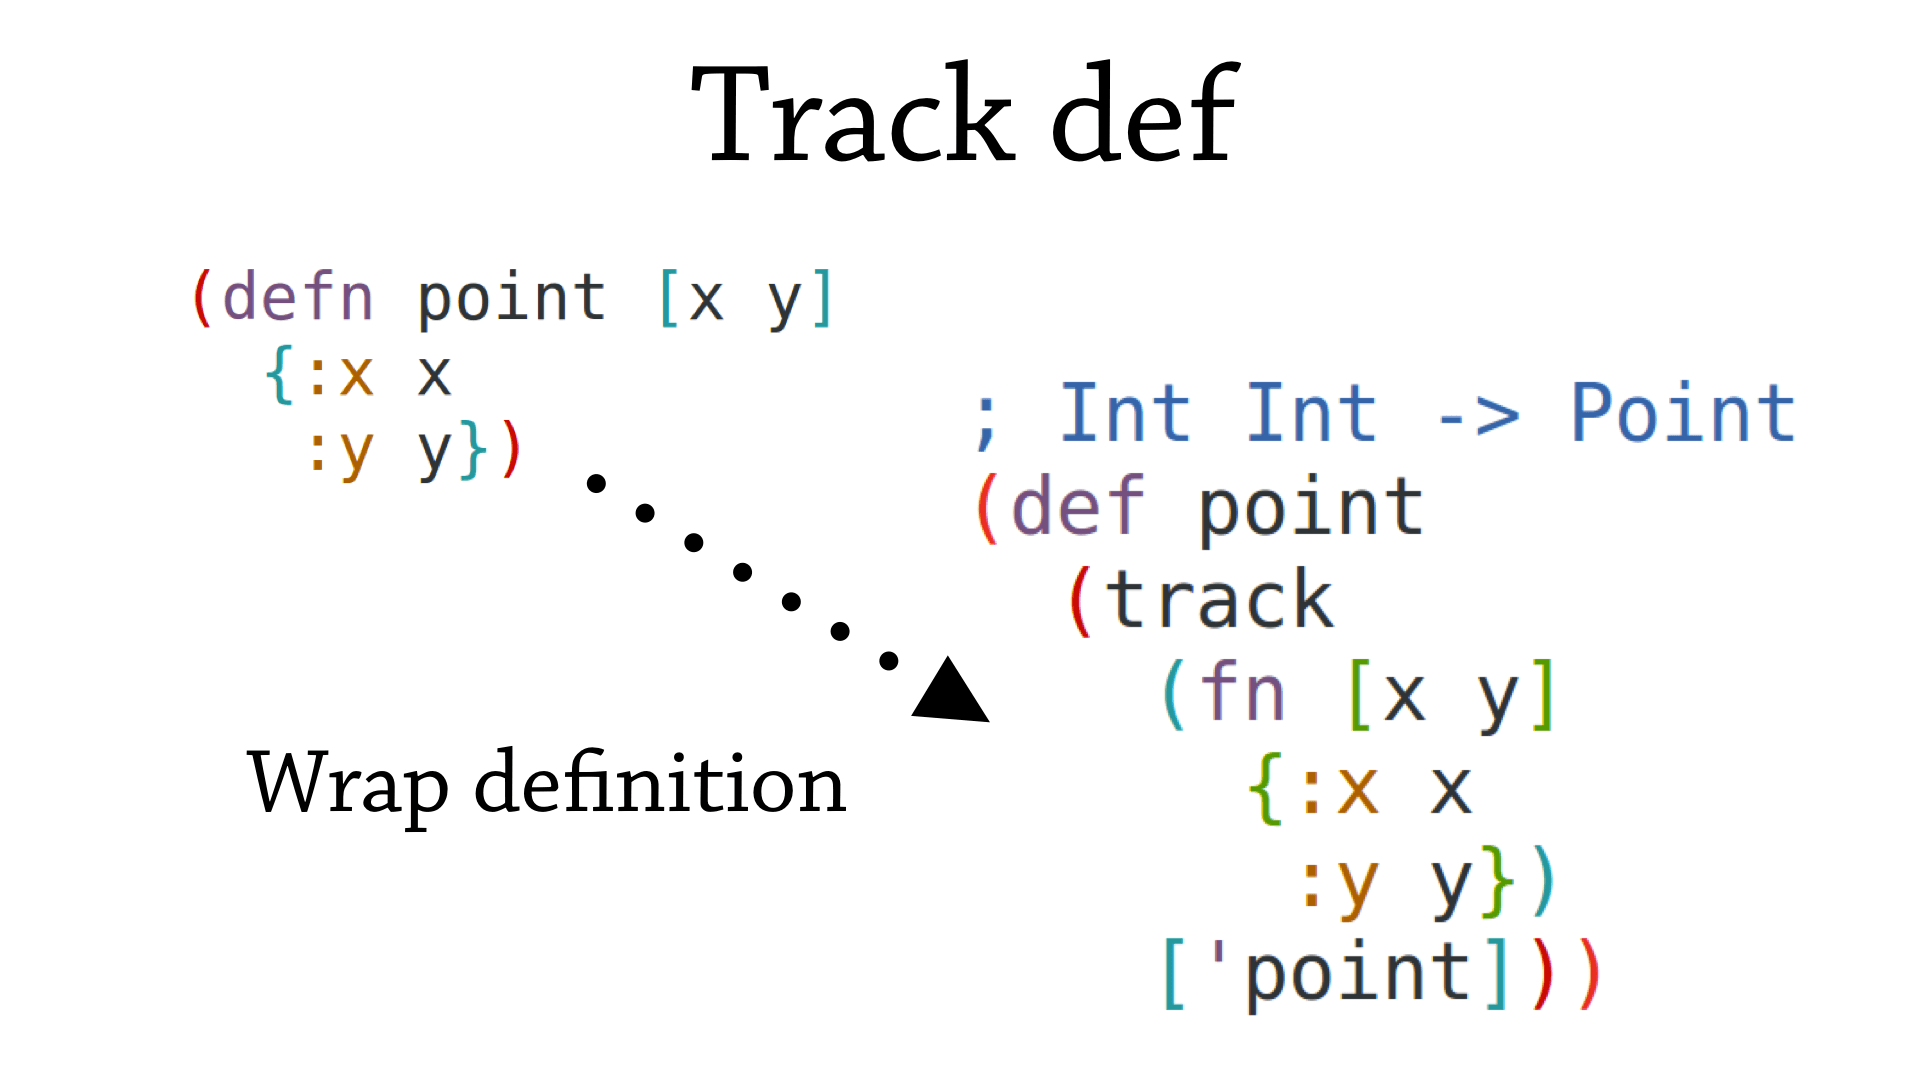 Track def
(defn point [x y]
  {:x x
   :y y})
Wrap definition
; Int Int -> Point
(def point
  (track
    (fn [x y]
      {:x x
       :y y})
    ['point]))